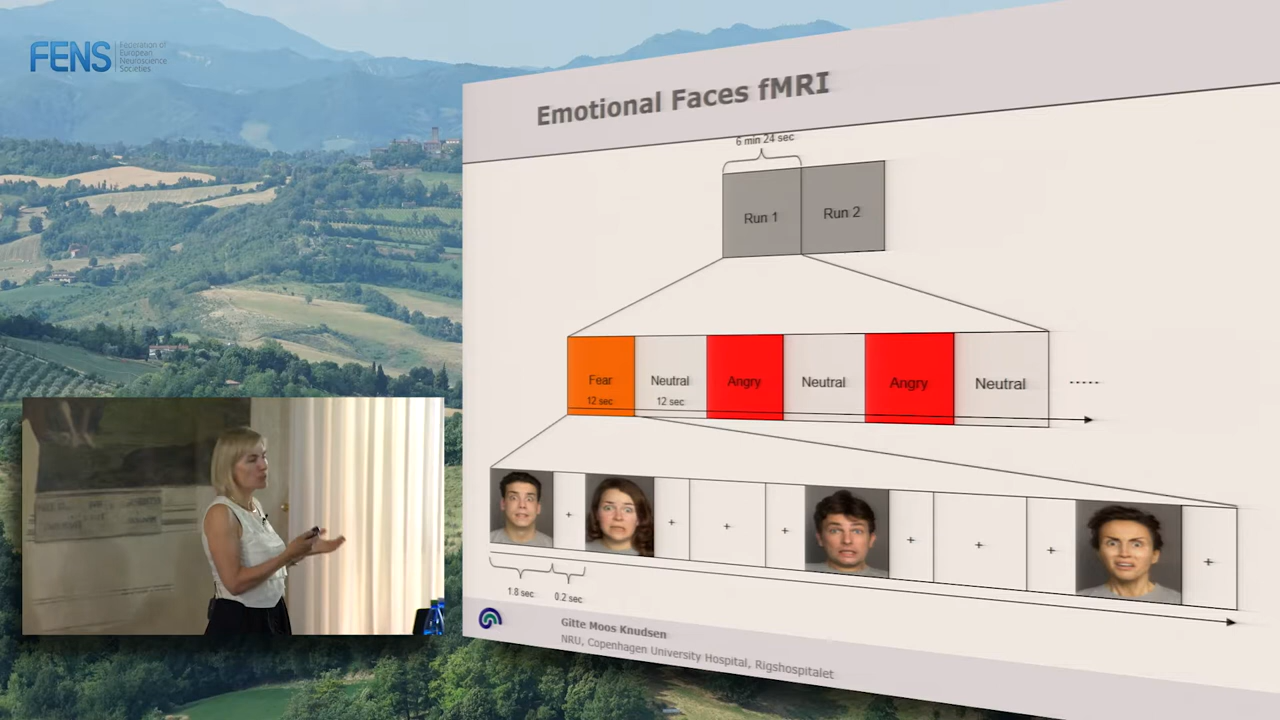 FENS
Federation of
European
Neuroscience
Societies
Emotional Faces fMRI
6 min 24 sec
Run 1
Run 2
Fear
12 sec
Neutral
12 sec
Angry
Neutral
Angry
Neutral
......
+
+
+
+
+
+
+
+
1.8 sec
0.2 sec
Gitte Moos Knudsen
NRU, Copenhagen University Hospital, Rigshospitalet